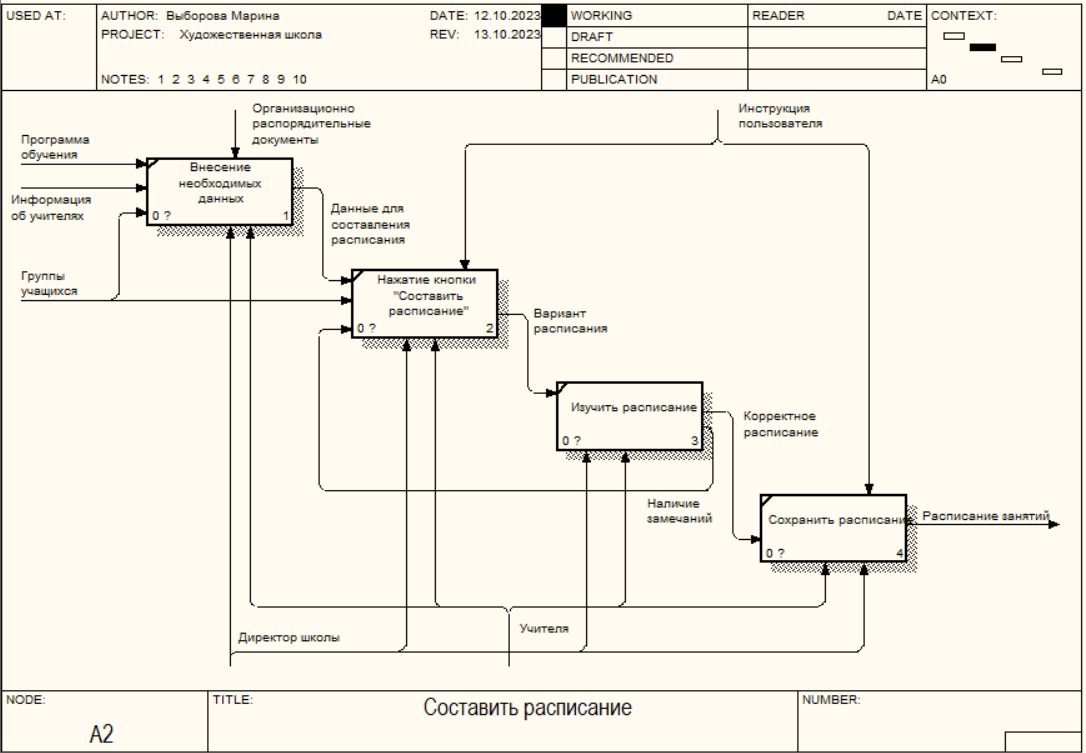 USED AT:
AUTHOR: Выборова Марина
DATE: 12.10.2023
PROJECT: Художественная школа
REV: 13.10.2023
NOTES: 1 2 3 4 5 6 7 8 9 10
WORKING
DRAFT
RECOMMENDED
PUBLICATION
READER
DATE
CONTEXT:
A0
Организационно
распорядительные
документы
Инструкция
пользователя
Программа
обучения
Информация
об учителях
Группы
учащихся
Внесение
необходимых
данных
0 ?
1
Данные для
составления
расписания
Нажатие кнопки
"Составить
расписание"
0 ?
2
Вариант
расписания
Изучить расписание
0 ?
3
Корректное
расписание
Наличие
замечаний
Сохранить расписани
0 ?
4
Расписание занятий
Учителя
Директор школы
NODE:
A2
TITLE:
Составить расписание
NUMBER: